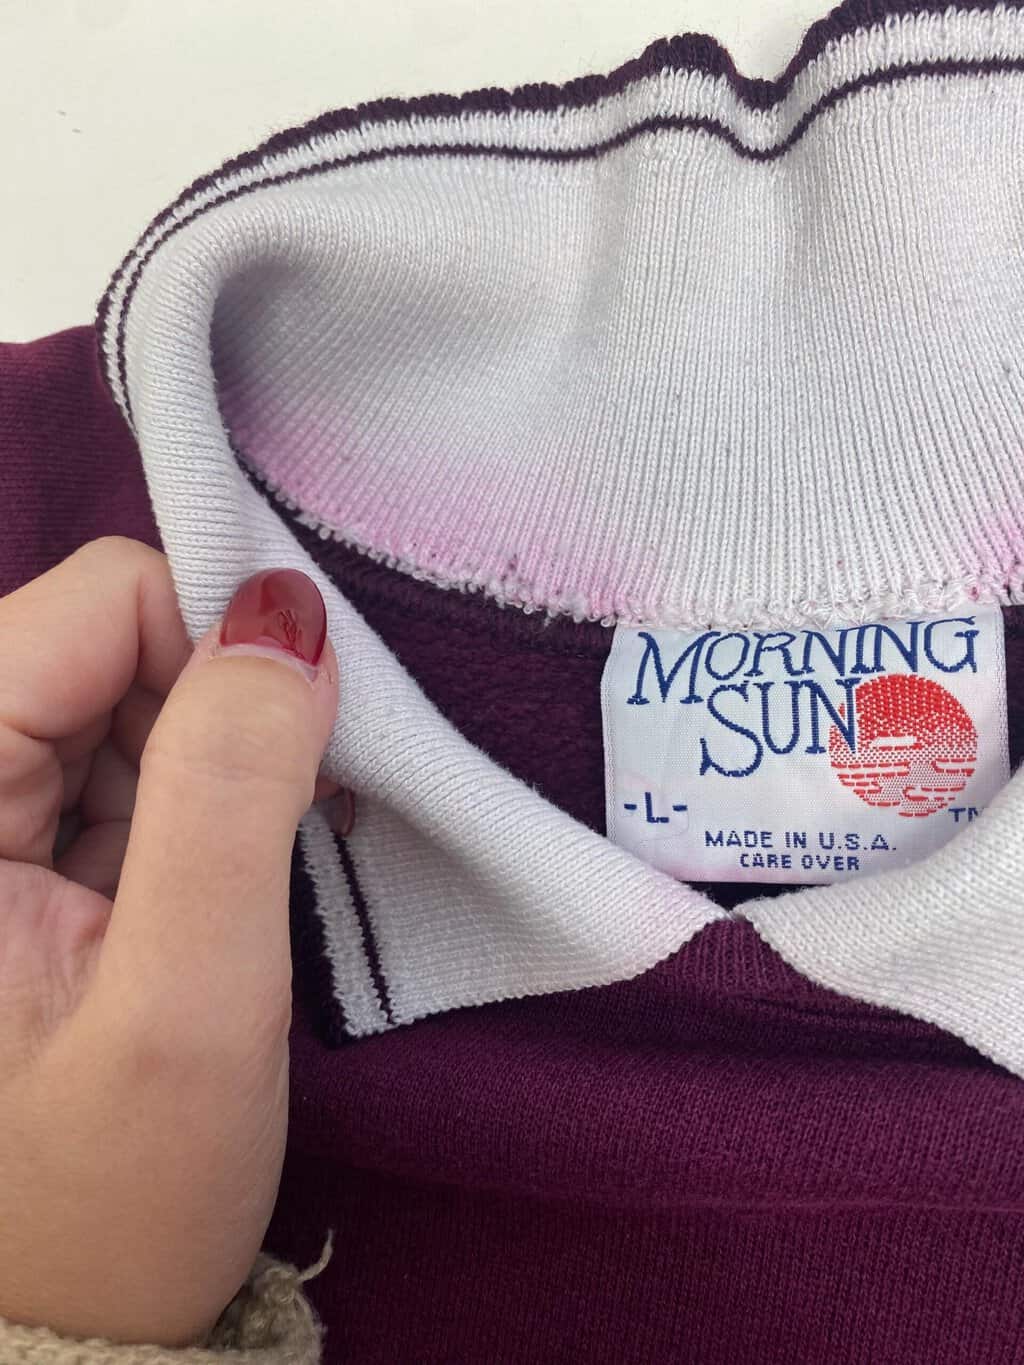 MORNING
SUN
-L-
TM
MADE IN U.S.A.
CARE OVER